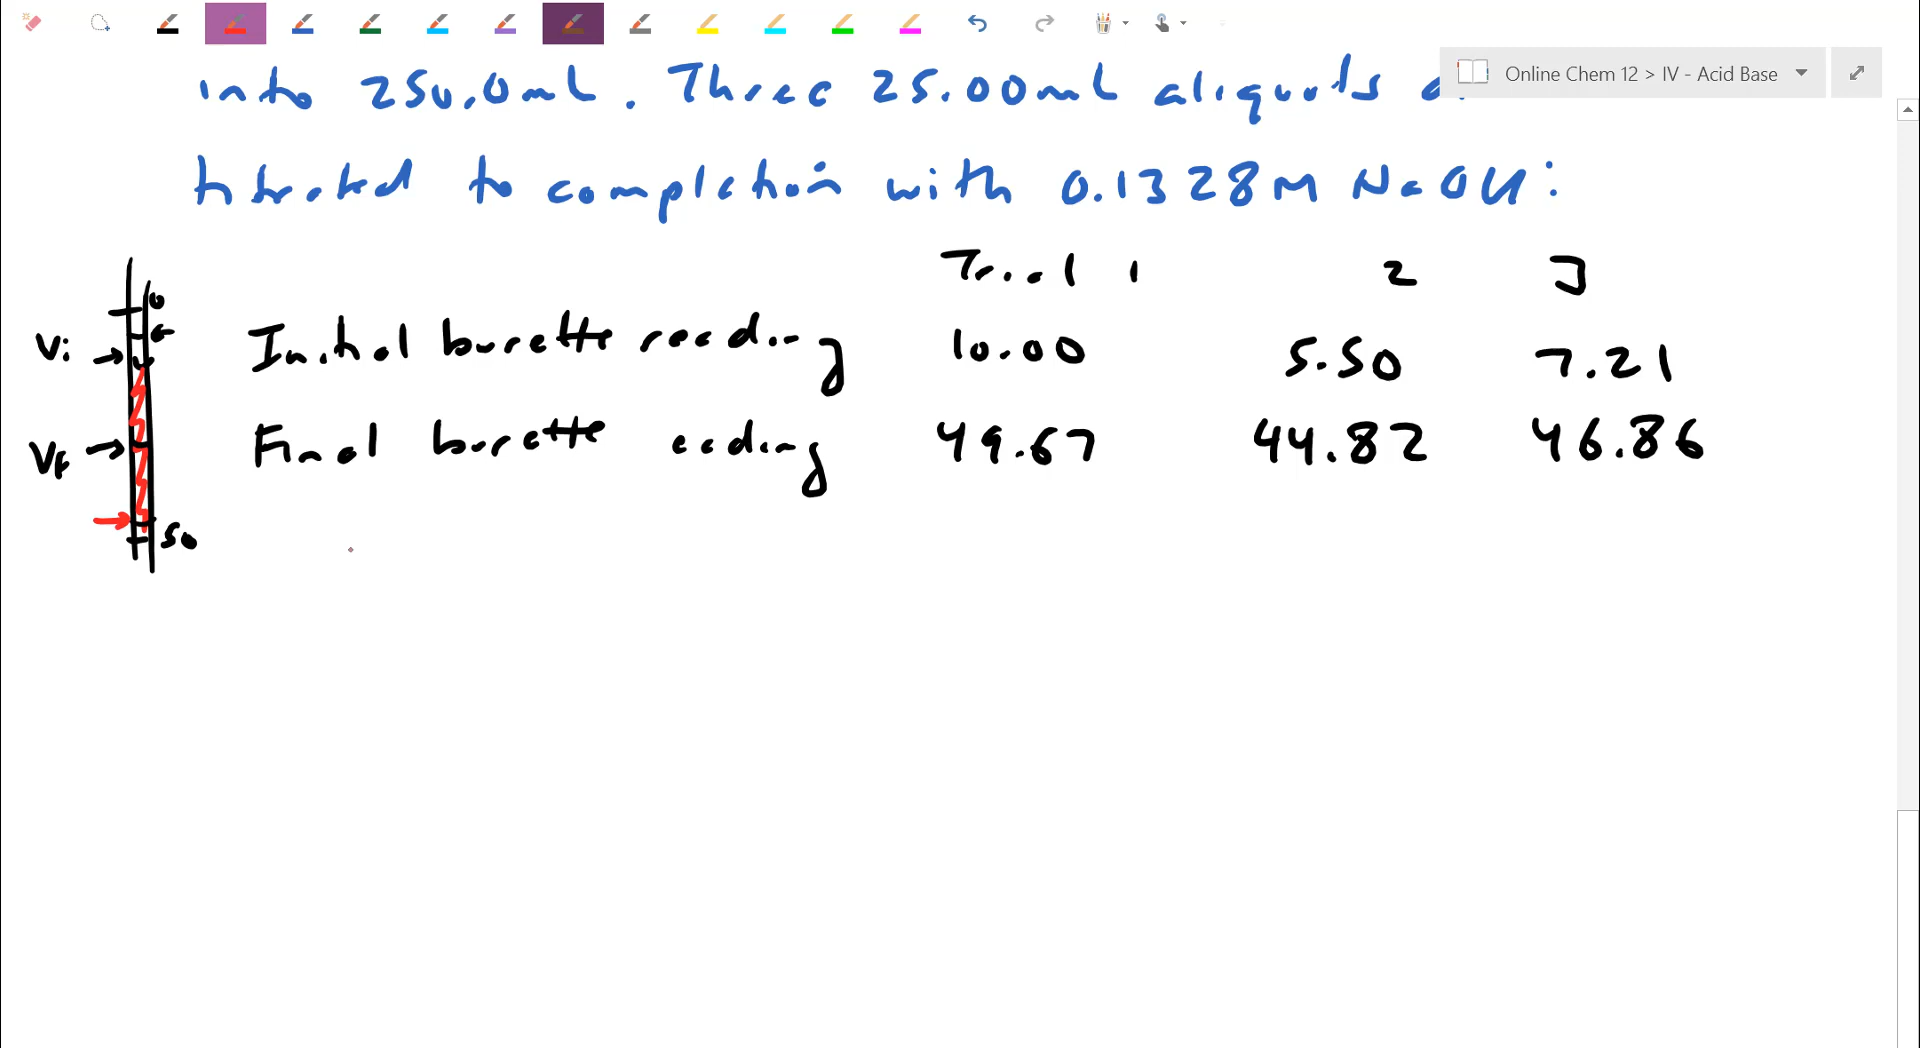 into 250.0mL. Three 25.00mL aliquots
Online Chem 12 > IV - Acid Base
titrated to completion with 0.1328M NaOH:
Trial 1 2 3
0
Vi Initial burette reading 10.00 5.50 7.21
Vf Final burette eading 49.67 44.82 46.86
50